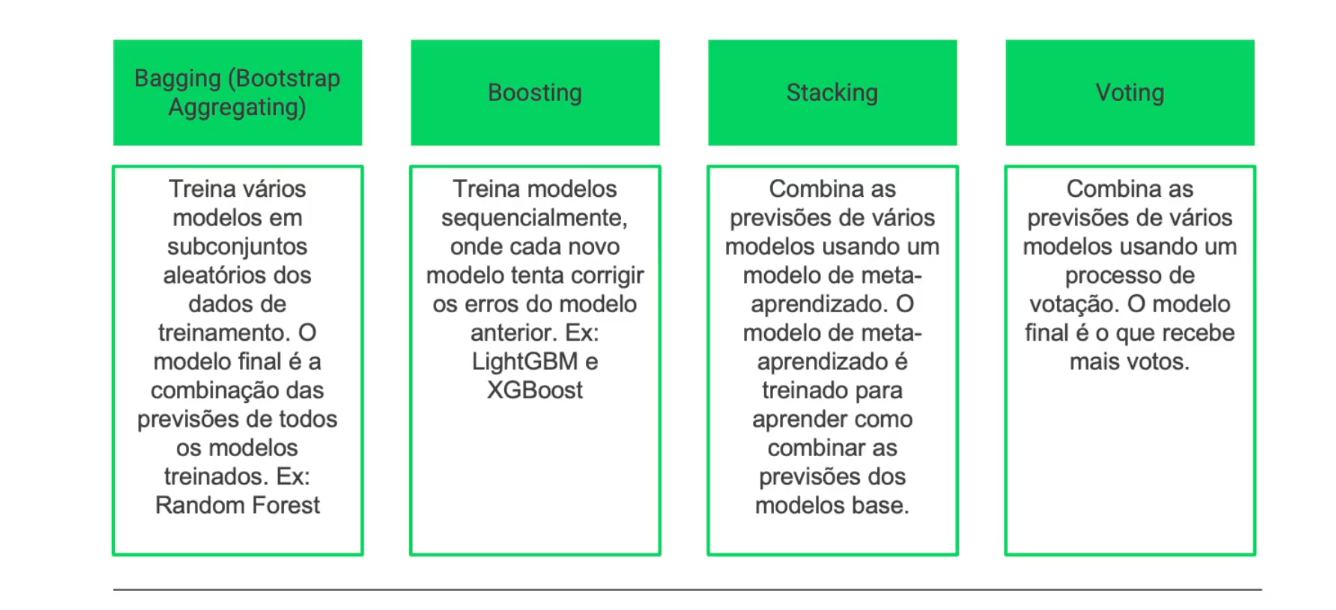 Bagging (Bootstrap
Aggregating)
Boosting
Stacking
Voting
Treina vários
modelos em
subconjuntos
aleatórios dos
dados de
treinamento. O
modelo final é a
combinação das
previsões de todos
os modelos
treinados. Ex:
Random Forest
Treina modelos
sequencialmente,
onde cada novo
modelo tenta corrigir
os erros do modelo
anterior. Ex:
LightGBM e
XGBoost
Combina as
previsões de vários
modelos usando um
modelo de meta-
aprendizado. O
modelo de meta-
aprendizado é
treinado para
aprender como
combinar as
previsões dos
modelos base.
Combina as
previsões de vários
modelos usando um
processo de
votação. O modelo
final é o que recebe
mais votos.